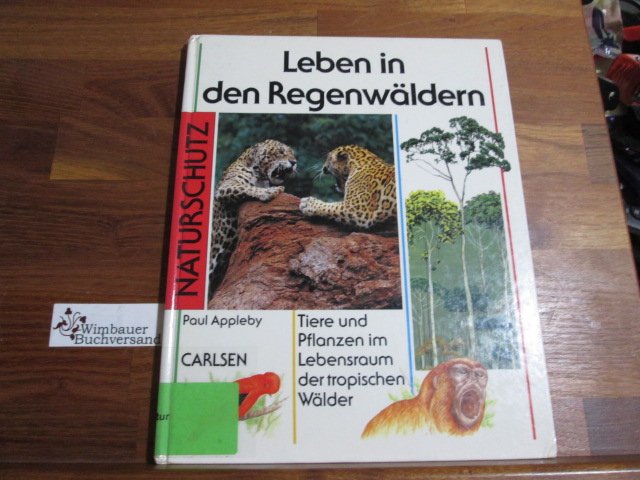 Leben in
den Regenwäldern
NATURSCHUTZ
Paul Appleby
CARLSEN
Tiere und
Pflanzen im
Lebensraum
der tropischen
Wälder
Wimbauer
Buchversand